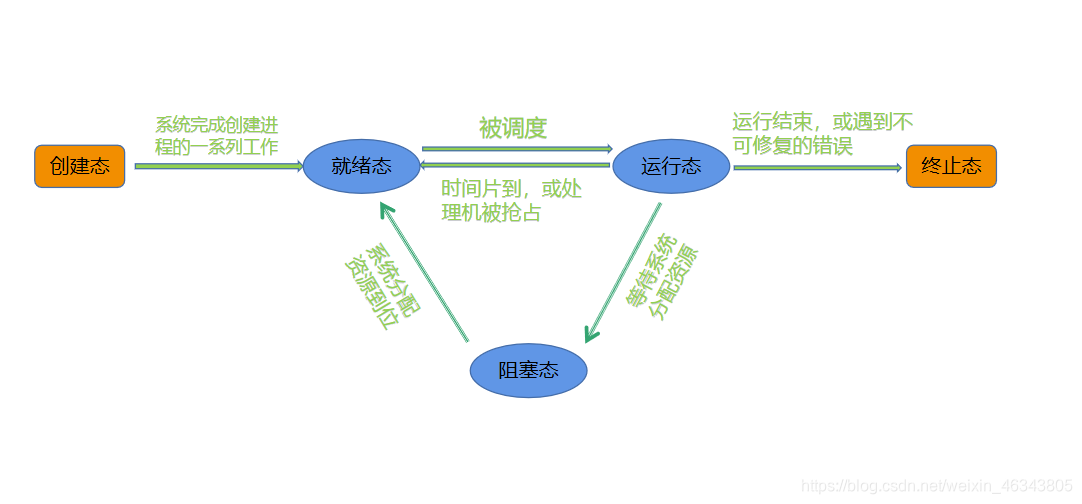 系统完成创建进
程的一系列工作
被调度
运行结束，或遇到不
可修复的错误
创建态
就绪态
运行态
终止态
时间片到，或处
理机被抢占
系统分配
资源到位
等待系统
分配资源
阻塞态
https://blog.csdn.net/weixin_46343805